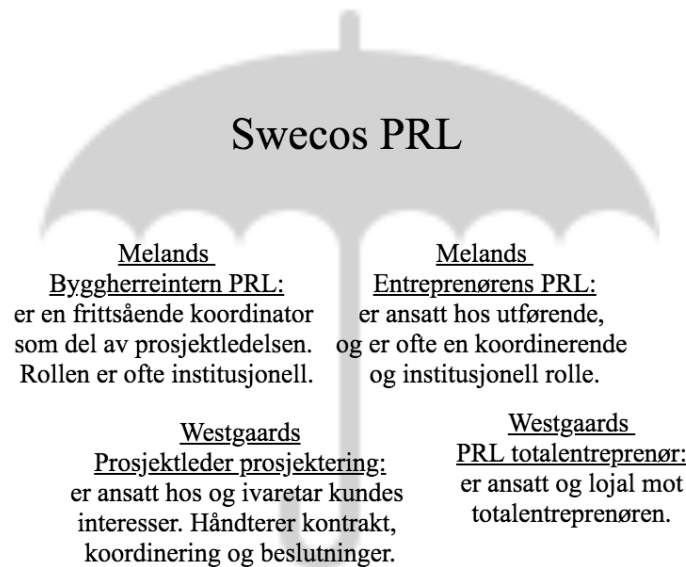 Swecos PRL
Melands
Byggherreintern PRL:
er en frittsående koordinator
som del av prosjektledelsen.
Rollen er ofte institusjonell.
Melands
Entreprenørens PRL:
er ansatt hos utførende,
og er ofte en koordinerende
og institusjonell rolle.
Westgaards
Prosjektleder prosjektering:
er ansatt hos og ivaretar kundes
interesser. Håndterer kontrakt,
koordinering og beslutninger.
Westgaards
PRL totalentreprenør:
er ansatt og lojal mot
totalentreprenøren.